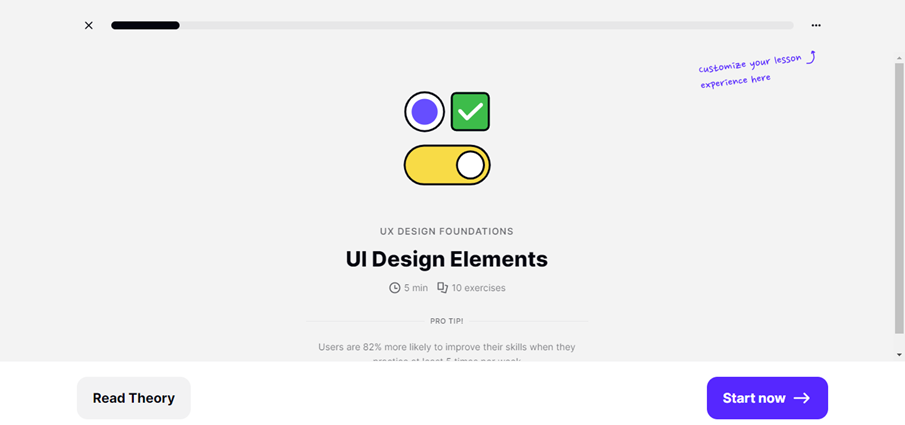 customize your lesson
experience here
UX DESIGN FOUNDATIONS
UI Design Elements
5 min 10 exercises
PRO TIP!
Users are 82% more likely to improve their skills when they
practice at least 5 times per week
Read Theory
Start now